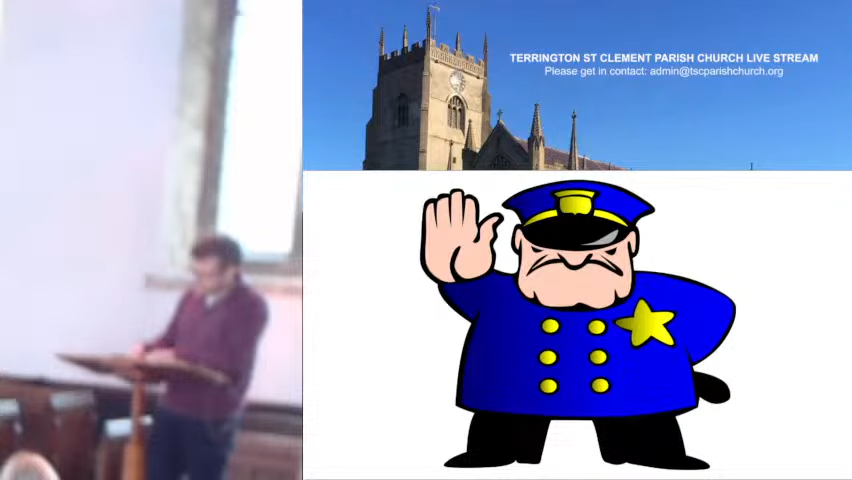 TERRINGTON ST CLEMENT PARISH CHURCH LIVE STREAM
Please get in contact: admin@tscparishchurch.org